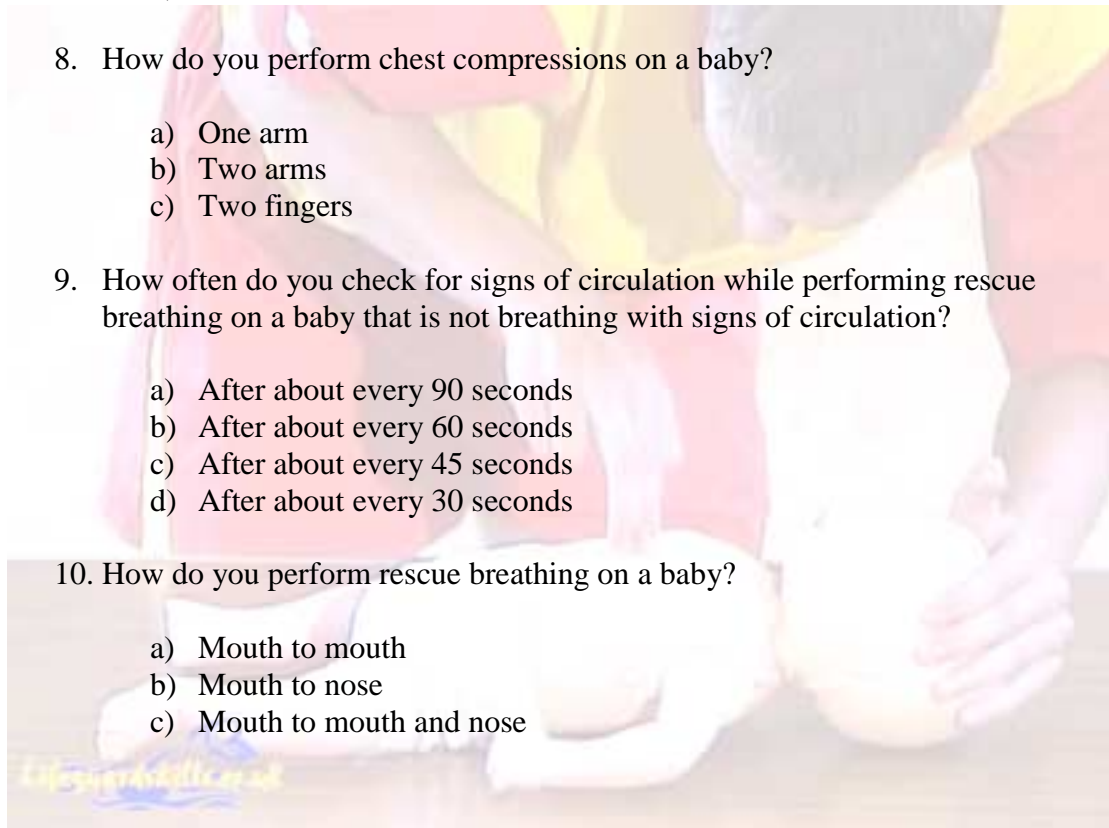 8. How do you perform chest compressions on a baby?
a) One arm
b) Two arms
c) Two fingers
9. How often do you check for signs of circulation while performing rescue
breathing on a baby that is not breathing with signs of circulation?
a) After about every 90 seconds
b) After about every 60 seconds
c) After about every 45 seconds
d) After about every 30 seconds
10. How do you perform rescue breathing on a baby?
a) Mouth to mouth
b) Mouth to nose
c) Mouth to mouth and nose